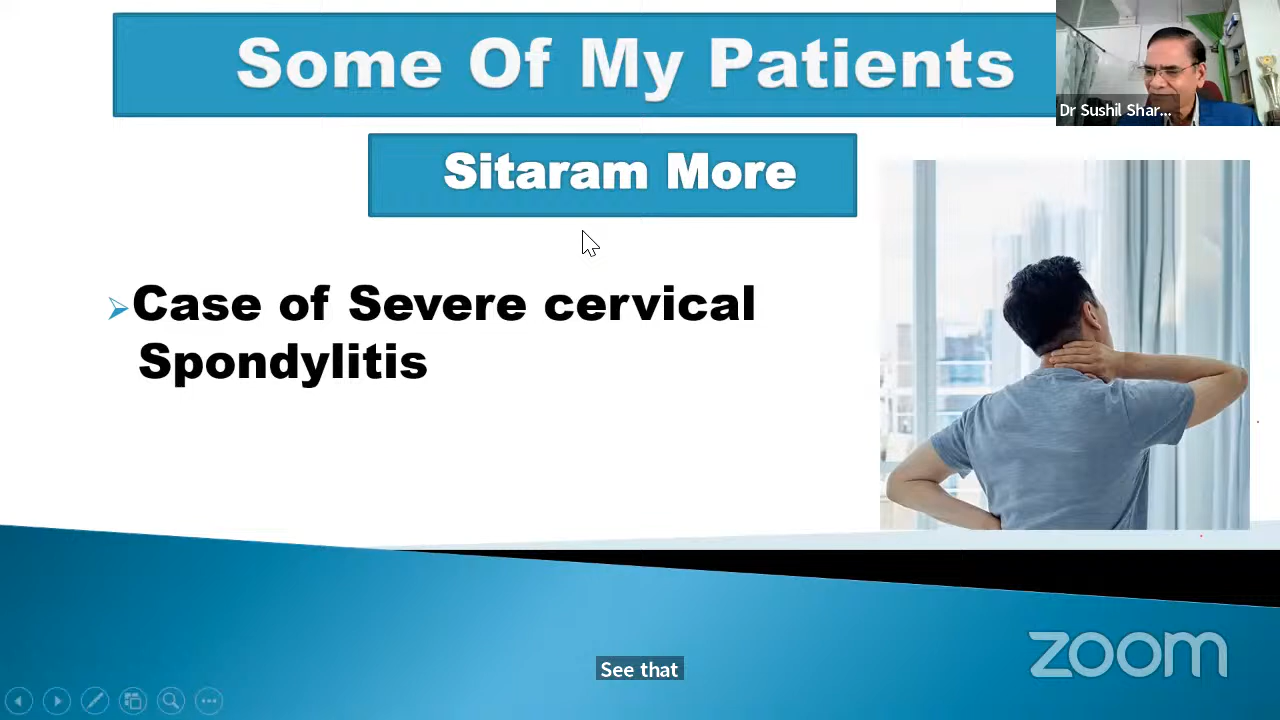 Some Of My Patients
Dr Sushil Shar...
Sitaram More
Case of Severe cervical
Spondylitis
zoom
See that